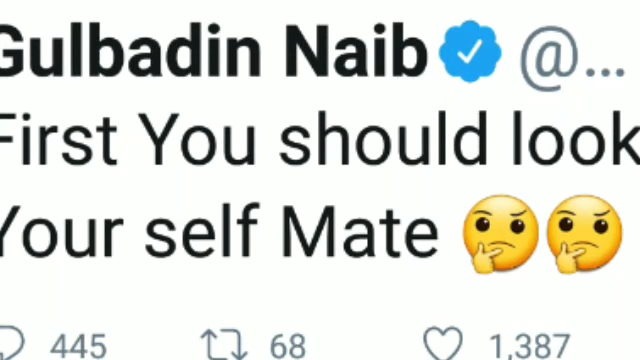 Gulbadin Naib @...
First You should look
Your self Mate 🤔🤔
445 68 1,387